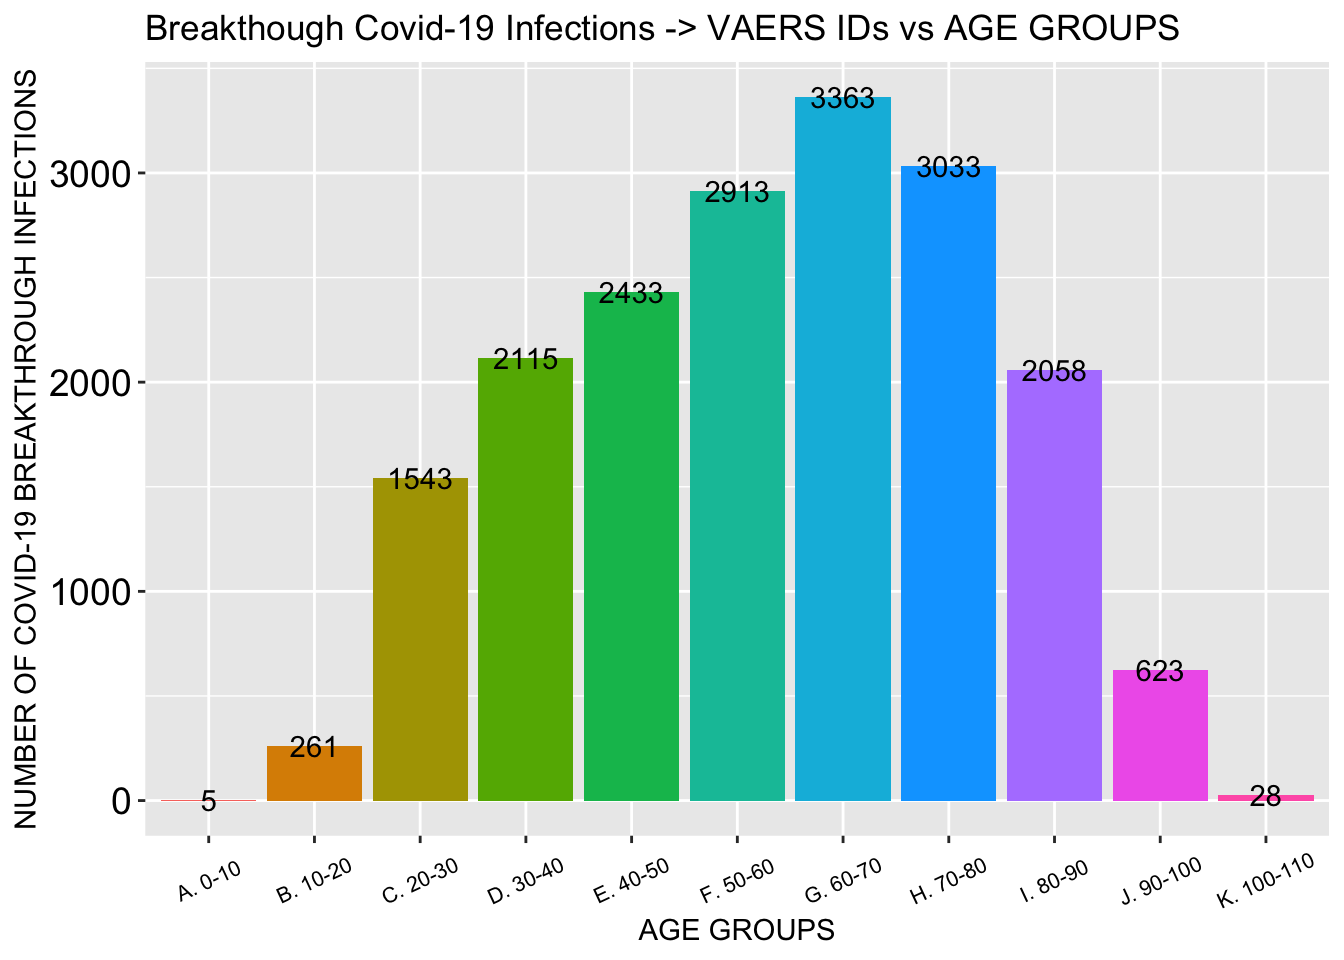 Breakthough Covid-19 Infections -> VAERS IDs vs AGE GROUPS
NUMBER OF COVID-19 BREAKTHROUGH INFECTIONS
3000
2000
1000
0
5
261
1543
2115
2433
2913
3363
3033
2058
623
28
A. 0-10
B. 10-20
C. 20-30
D. 30-40
E. 40-50
F. 50-60
G. 60-70
H. 70-80
I. 80-90
J. 90-100
K. 100-110
AGE GROUPS